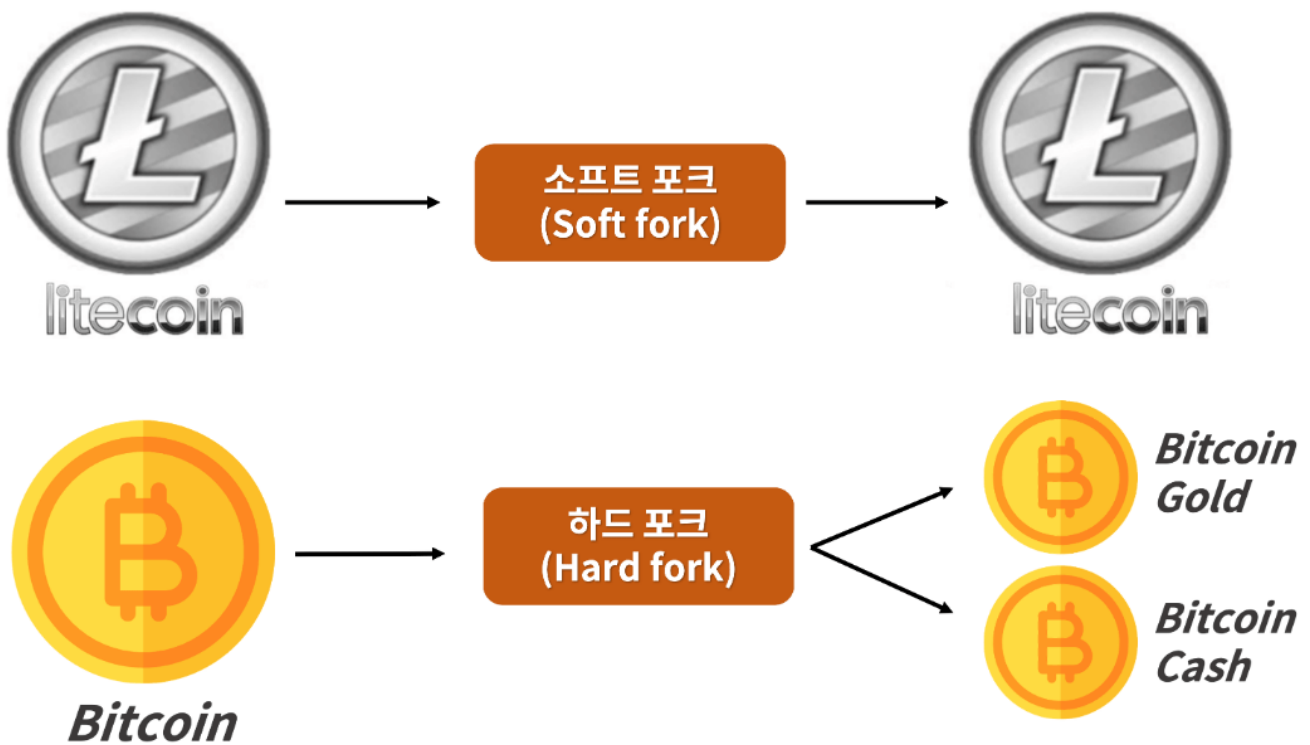 소프트 포크
(Soft fork)
litecoin
litecoin
하드 포크
(Hard fork)
Bitcoin
Gold
Bitcoin
Cash
Bitcoin